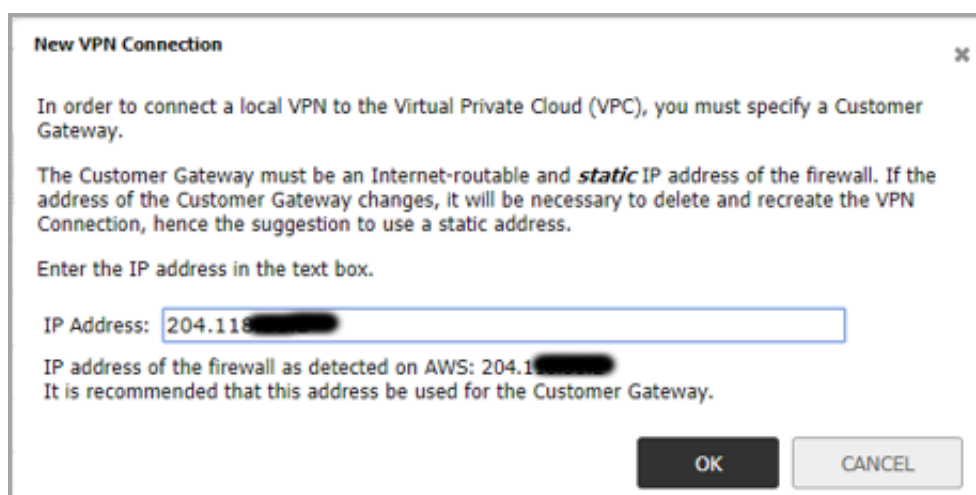 New VPN Connection
In order to connect a local VPN to the Virtual Private Cloud (VPC), you must specify a Customer
Gateway.
The Customer Gateway must be an Internet-routable and static IP address of the firewall. If the
address of the Customer Gateway changes, it will be necessary to delete and recreate the VPN
Connection, hence the suggestion to use a static address.
Enter the IP address in the text box.
IP Address: 204.118
IP address of the firewall as detected on AWS: 204.1
It is recommended that this address be used for the Customer Gateway.
OK CANCEL